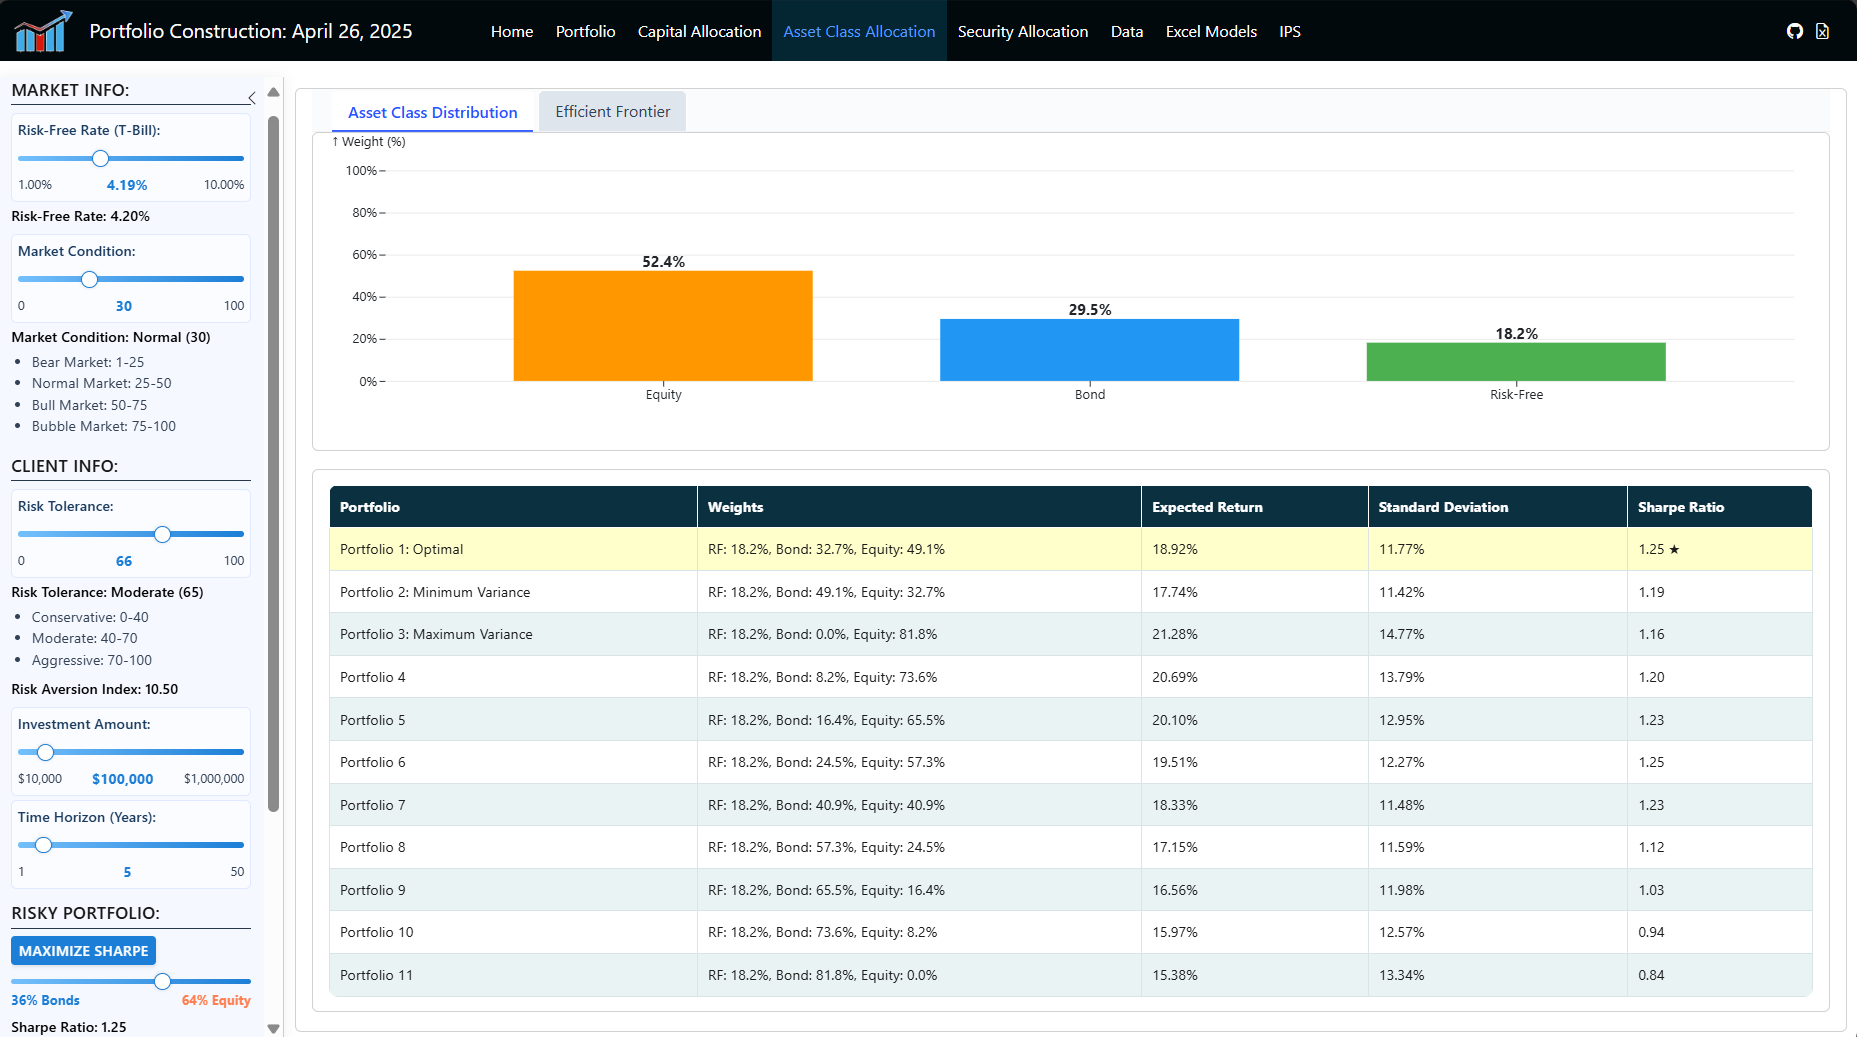 Portfolio Construction: April 26, 2025
Home Portfolio Capital Allocation Asset Class Allocation Security Allocation Data Excel Models IPS
MARKET INFO:
Risk-Free Rate (T-Bill):
1.00% 4.19% 10.00%
Risk-Free Rate: 4.20%
Market Condition:
0 30 100
Market Condition: Normal (30)
• Bear Market: 1-25
• Normal Market: 25-50
• Bull Market: 50-75
• Bubble Market: 75-100
CLIENT INFO:
Risk Tolerance:
0 66 100
Risk Tolerance: Moderate (65)
• Conservative: 0-40
• Moderate: 40-70
• Aggressive: 70-100
Risk Aversion Index: 10.50
Investment Amount:
$10,000 $100,000 $1,000,000
Time Horizon (Years):
1 5 50
RISKY PORTFOLIO:
MAXIMIZE SHARPE
36% Bonds 64% Equity
Sharpe Ratio: 1.25
Asset Class Distribution Efficient Frontier
↑ Weight (%)
100%
80%
60%
40%
20%
0%
52.4%
29.5%
18.2%
Equity Bond Risk-Free
Portfolio Weights Expected Return Standard Deviation Sharpe Ratio
Portfolio 1: Optimal RF: 18.2%, Bond: 32.7%, Equity: 49.1% 18.92% 11.77% 1.25 ★
Portfolio 2: Minimum Variance RF: 18.2%, Bond: 49.1%, Equity: 32.7% 17.74% 11.42% 1.19
Portfolio 3: Maximum Variance RF: 18.2%, Bond: 0.0%, Equity: 81.8% 21.28% 14.77% 1.16
Portfolio 4 RF: 18.2%, Bond: 8.2%, Equity: 73.6% 20.69% 13.79% 1.20
Portfolio 5 RF: 18.2%, Bond: 16.4%, Equity: 65.5% 20.10% 12.95% 1.23
Portfolio 6 RF: 18.2%, Bond: 24.5%, Equity: 57.3% 19.51% 12.27% 1.25
Portfolio 7 RF: 18.2%, Bond: 40.9%, Equity: 40.9% 18.33% 11.48% 1.23
Portfolio 8 RF: 18.2%, Bond: 57.3%, Equity: 24.5% 17.15% 11.59% 1.12
Portfolio 9 RF: 18.2%, Bond: 65.5%, Equity: 16.4% 16.56% 11.98% 1.03
Portfolio 10 RF: 18.2%, Bond: 73.6%, Equity: 8.2% 15.97% 12.57% 0.94
Portfolio 11 RF: 18.2%, Bond: 81.8%, Equity: 0.0% 15.38% 13.34% 0.84